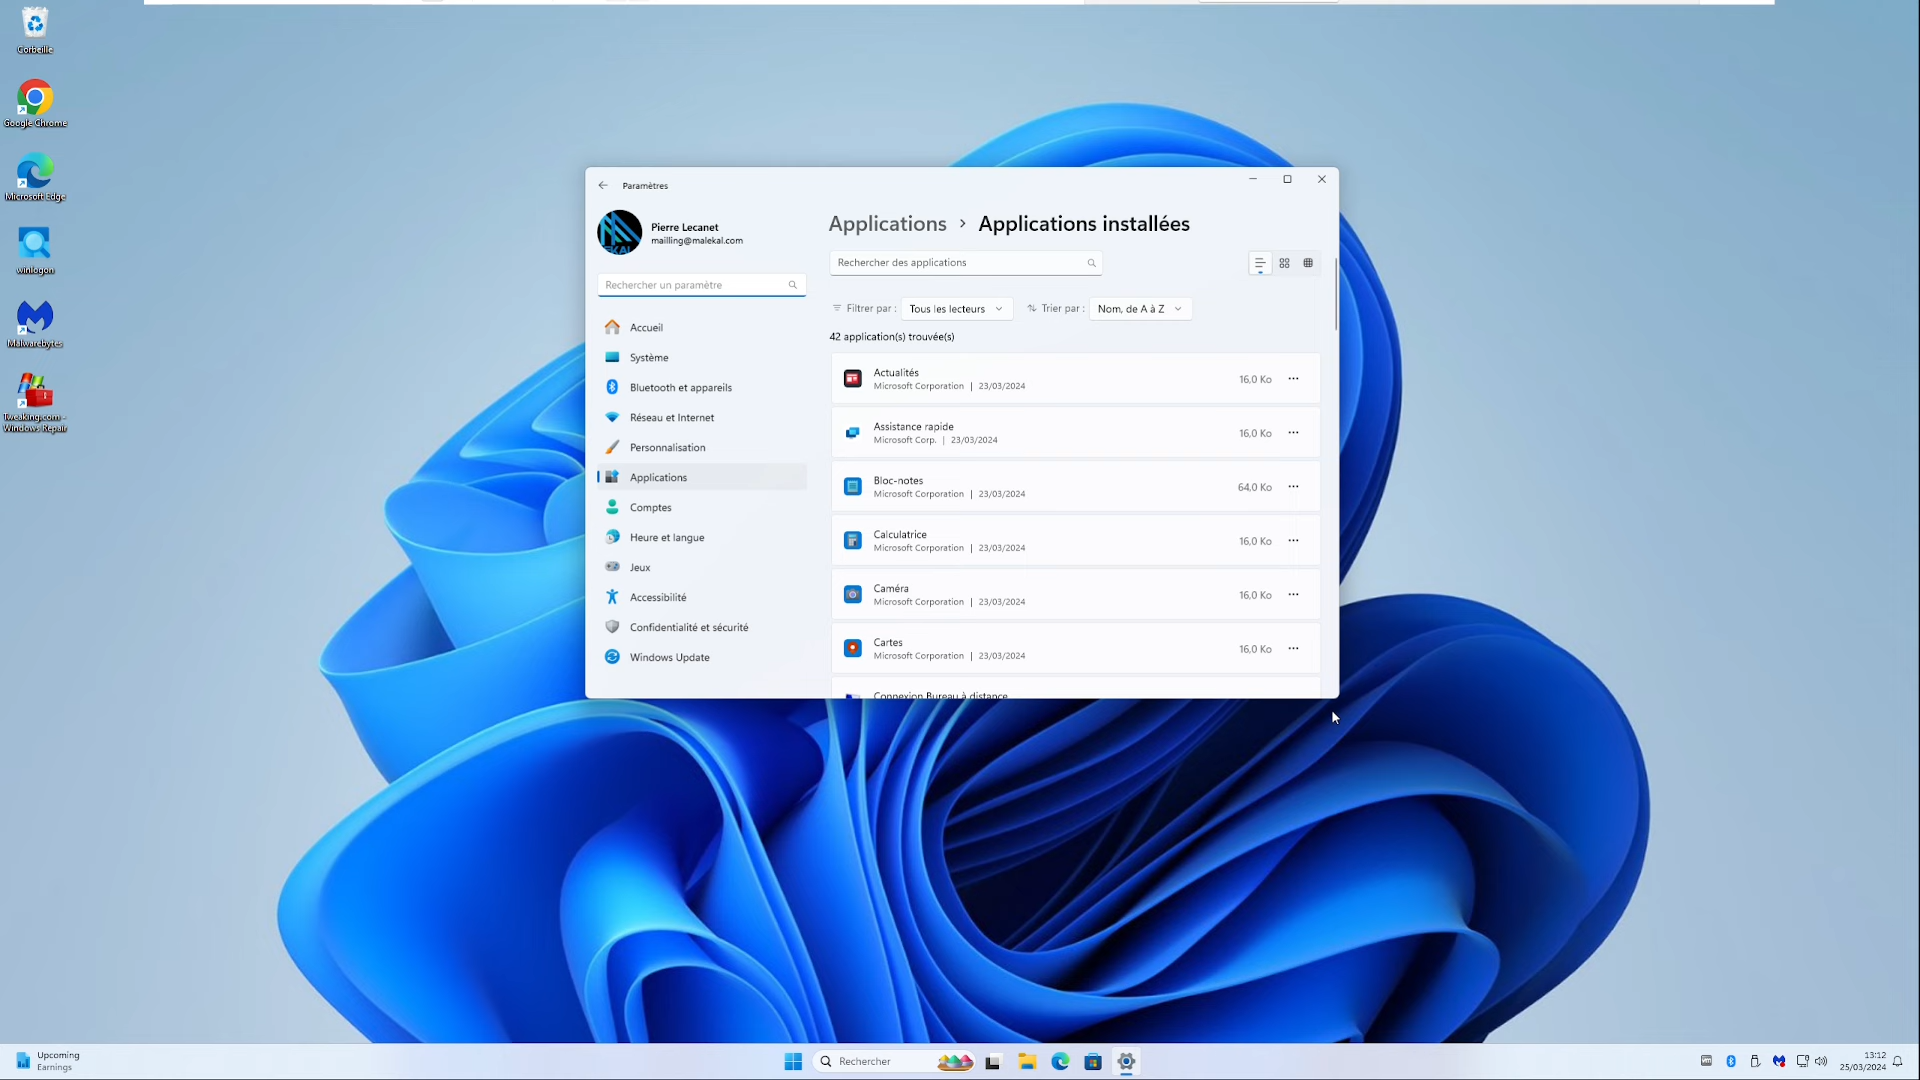 Corbeille
Google Chrome
Microsoft Edge
winlogon
Malwarebytes
Tweaking.com -
Windows Repair
Paramètres
Pierre Lecanet
mailling@malekal.com
Rechercher un paramètre
Accueil
Système
Bluetooth et appareils
Réseau et Internet
Personnalisation
Applications
Comptes
Heure et langue
Jeux
Accessibilité
Confidentialité et sécurité
Windows Update
Applications > Applications installées
Rechercher des applications
Filtrer par : Tous les lecteurs
Trier par : Nom, de A à Z
42 application(s) trouvée(s)
Actualités
Microsoft Corporation | 23/03/2024
16,0 Ko
Assistance rapide
Microsoft Corp. | 23/03/2024
16,0 Ko
Bloc-notes
Microsoft Corporation | 23/03/2024
64,0 Ko
Calculatrice
Microsoft Corporation | 23/03/2024
16,0 Ko
Caméra
Microsoft Corporation | 23/03/2024
16,0 Ko
Cartes
Microsoft Corporation | 23/03/2024
16,0 Ko
Connexion Bureau à distance
Upcoming
Earnings
Rechercher
13:12
25/03/2024